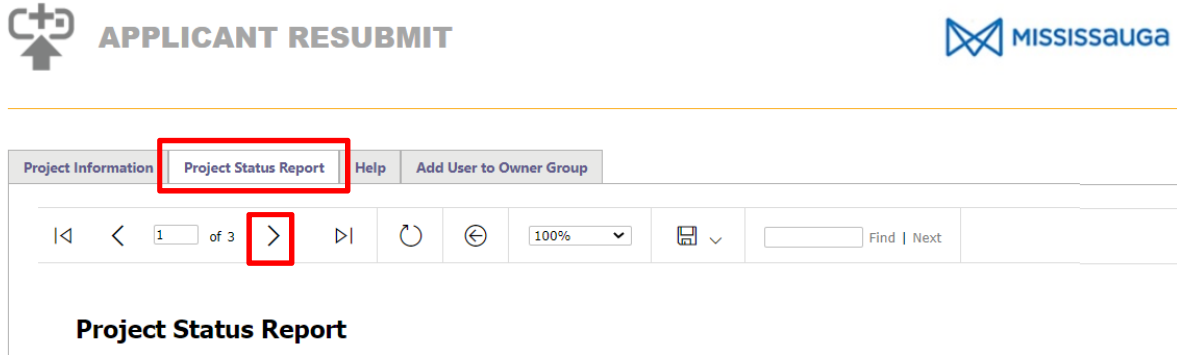 APPLICANT RESUBMIT
MISSISSauGa
Project Information Project Status Report Help Add User to Owner Group
1 of 3 100% Find | Next
Project Status Report